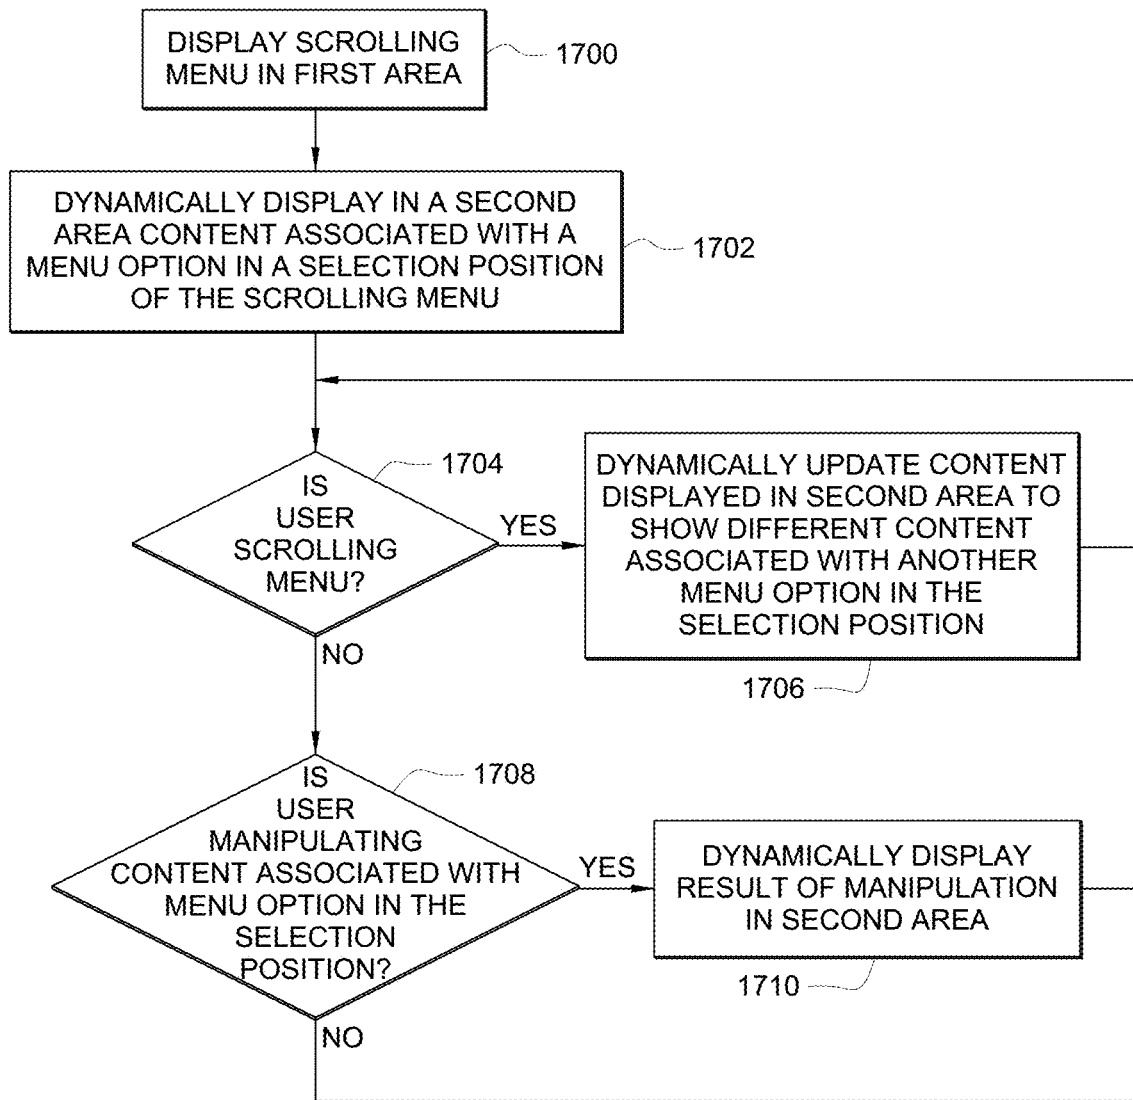 DISPLAY SCROLLING
MENU IN FIRST AREA
1700
DYNAMICALLY DISPLAY IN A SECOND
AREA CONTENT ASSOCIATED WITH A
MENU OPTION IN A SELECTION POSITION
OF THE SCROLLING MENU
1702
IS
USER
SCROLLING
MENU?
1704
YES
NO
DYNAMICALLY UPDATE CONTENT
DISPLAYED IN SECOND AREA TO
SHOW DIFFERENT CONTENT
ASSOCIATED WITH ANOTHER
MENU OPTION IN THE
SELECTION POSITION
1706
IS
USER
MANIPULATING
CONTENT ASSOCIATED WITH
MENU OPTION IN THE
SELECTION
POSITION?
1708
YES
NO
DYNAMICALLY DISPLAY
RESULT OF MANIPULATION
IN SECOND AREA
1710